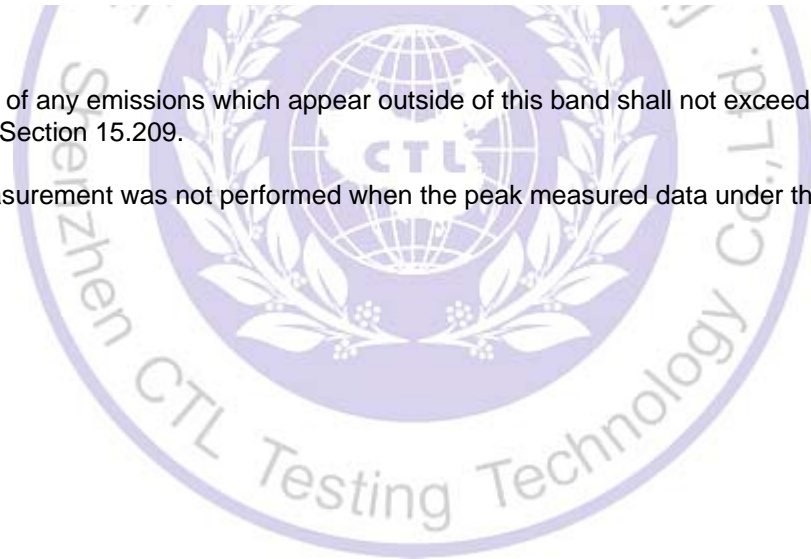 of any emissions which appear outside of this band shall not exceed
Section 15.209.
CTL
surement was not performed when the peak measured data under th
Shenzhen CTL Testing Technology Co.,Ltd.